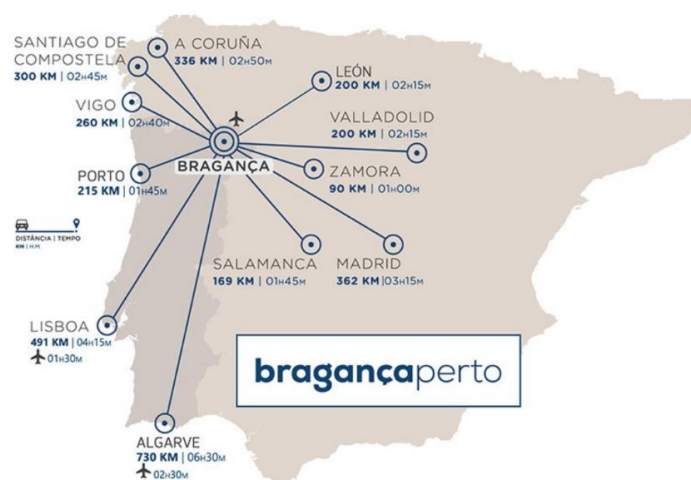 SANTIAGO DE
COMPOSTELA
300 KM | 02H45M
A CORUÑA
336 KM | 02H50M
LEÓN
200 KM | 02H15M
VIGO
260 KM | 02H40M
VALLADOLID
200 KM | 02H15M
BRAGANÇA
PORTO
215 KM | 01H45M
ZAMORA
90 KM | 01H00M
DISTÂNCIA | TEMPO
KM | H.M.
SALAMANCA
169 KM | 01H45M
MADRID
362 KM |03H15M
LISBOA
491 KM | 04H15M
01H30M
bragançaperto
ALGARVE
730 KM | 06H30M
02H30M